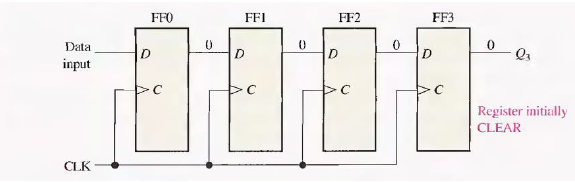 FF0 FF1 FF2 FF3
Data
input
D 0 D 0 D 0 D 0 Q3
C C C C
Register initially
CLEAR
CLK